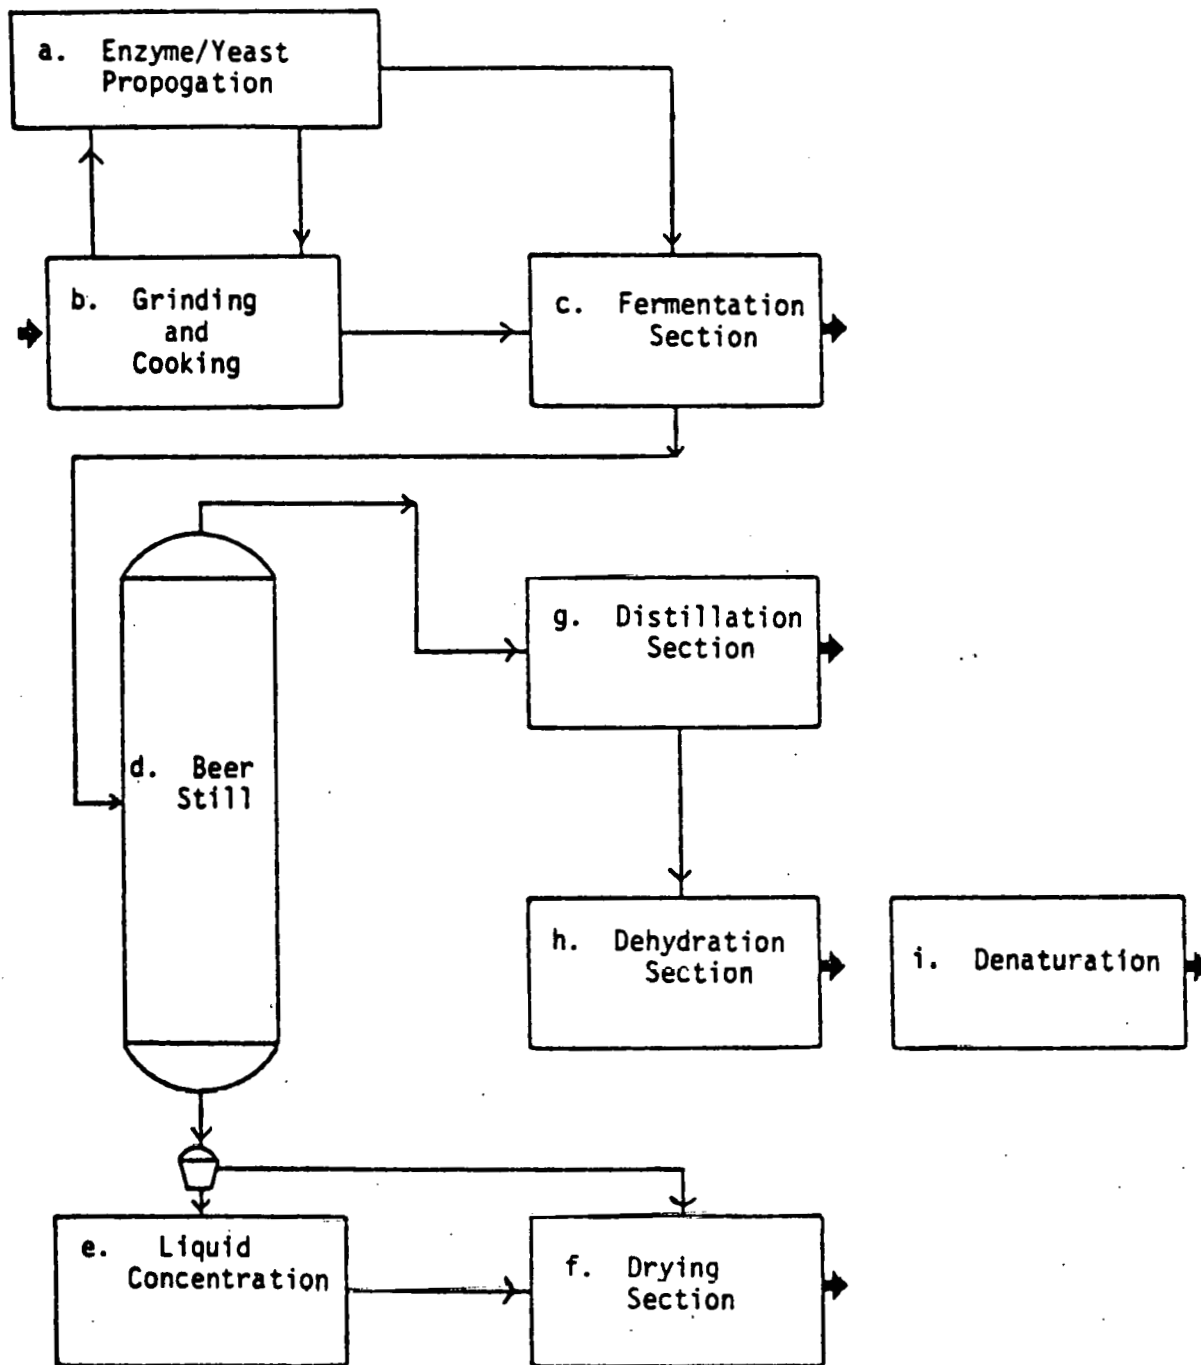 a. Enzyme/Yeast
Propogation
b. Grinding
and
Cooking
c. Fermentation
Section
d. Beer
Still
g. Distillation
Section
h. Dehydration
Section
i. Denaturation
e. Liquid
Concentration
f. Drying
Section